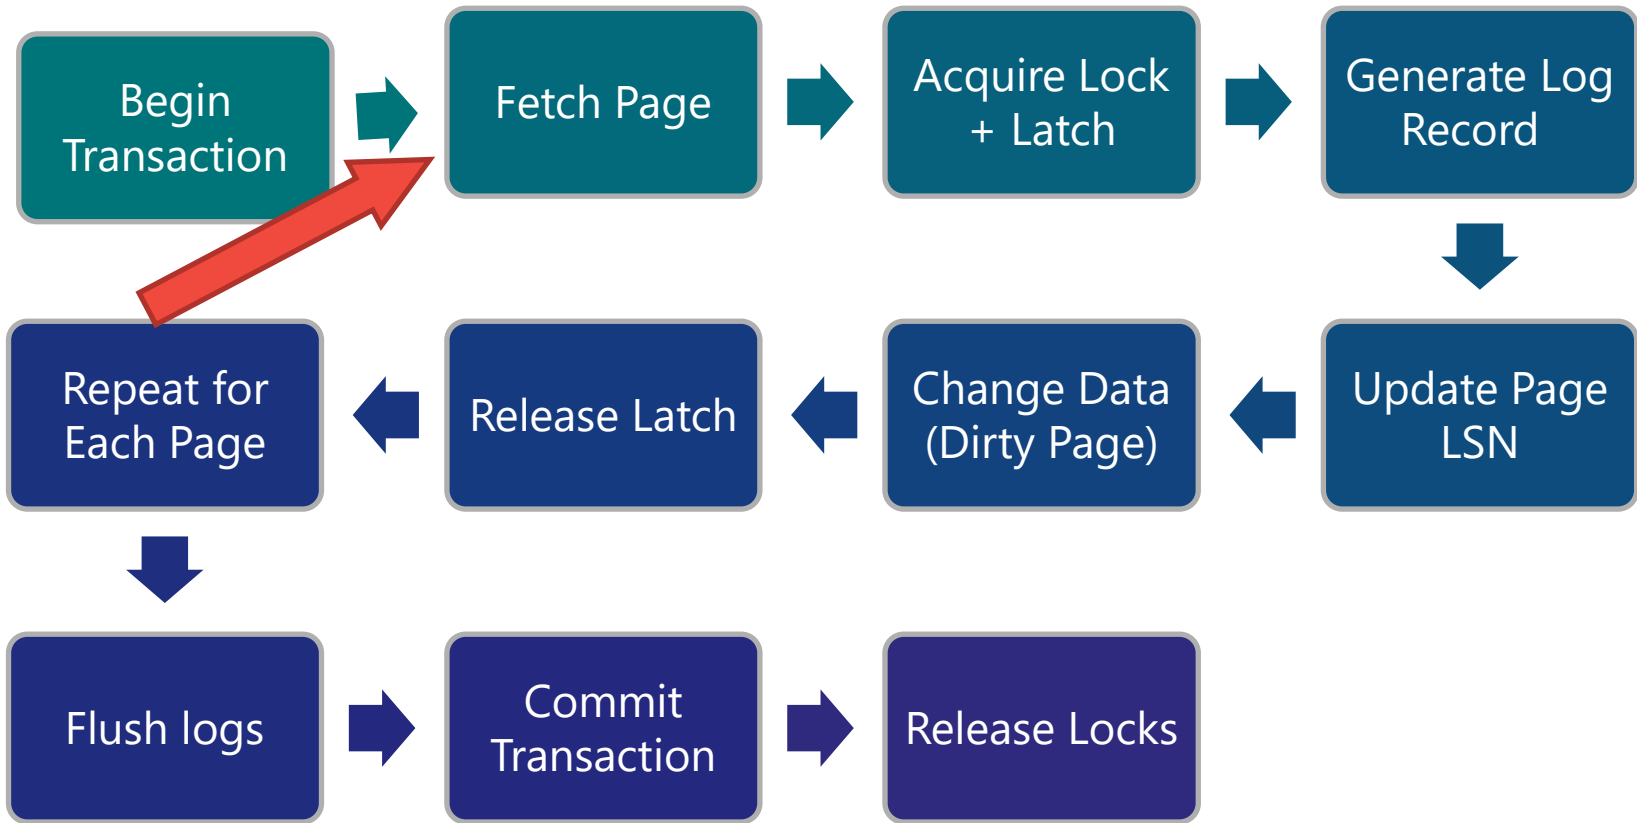 Begin
Transaction
Fetch Page
Acquire Lock
+ Latch
Generate Log
Record
Update Page
LSN
Change Data
(Dirty Page)
Release Latch
Repeat for
Each Page
Flush logs
Commit
Transaction
Release Locks